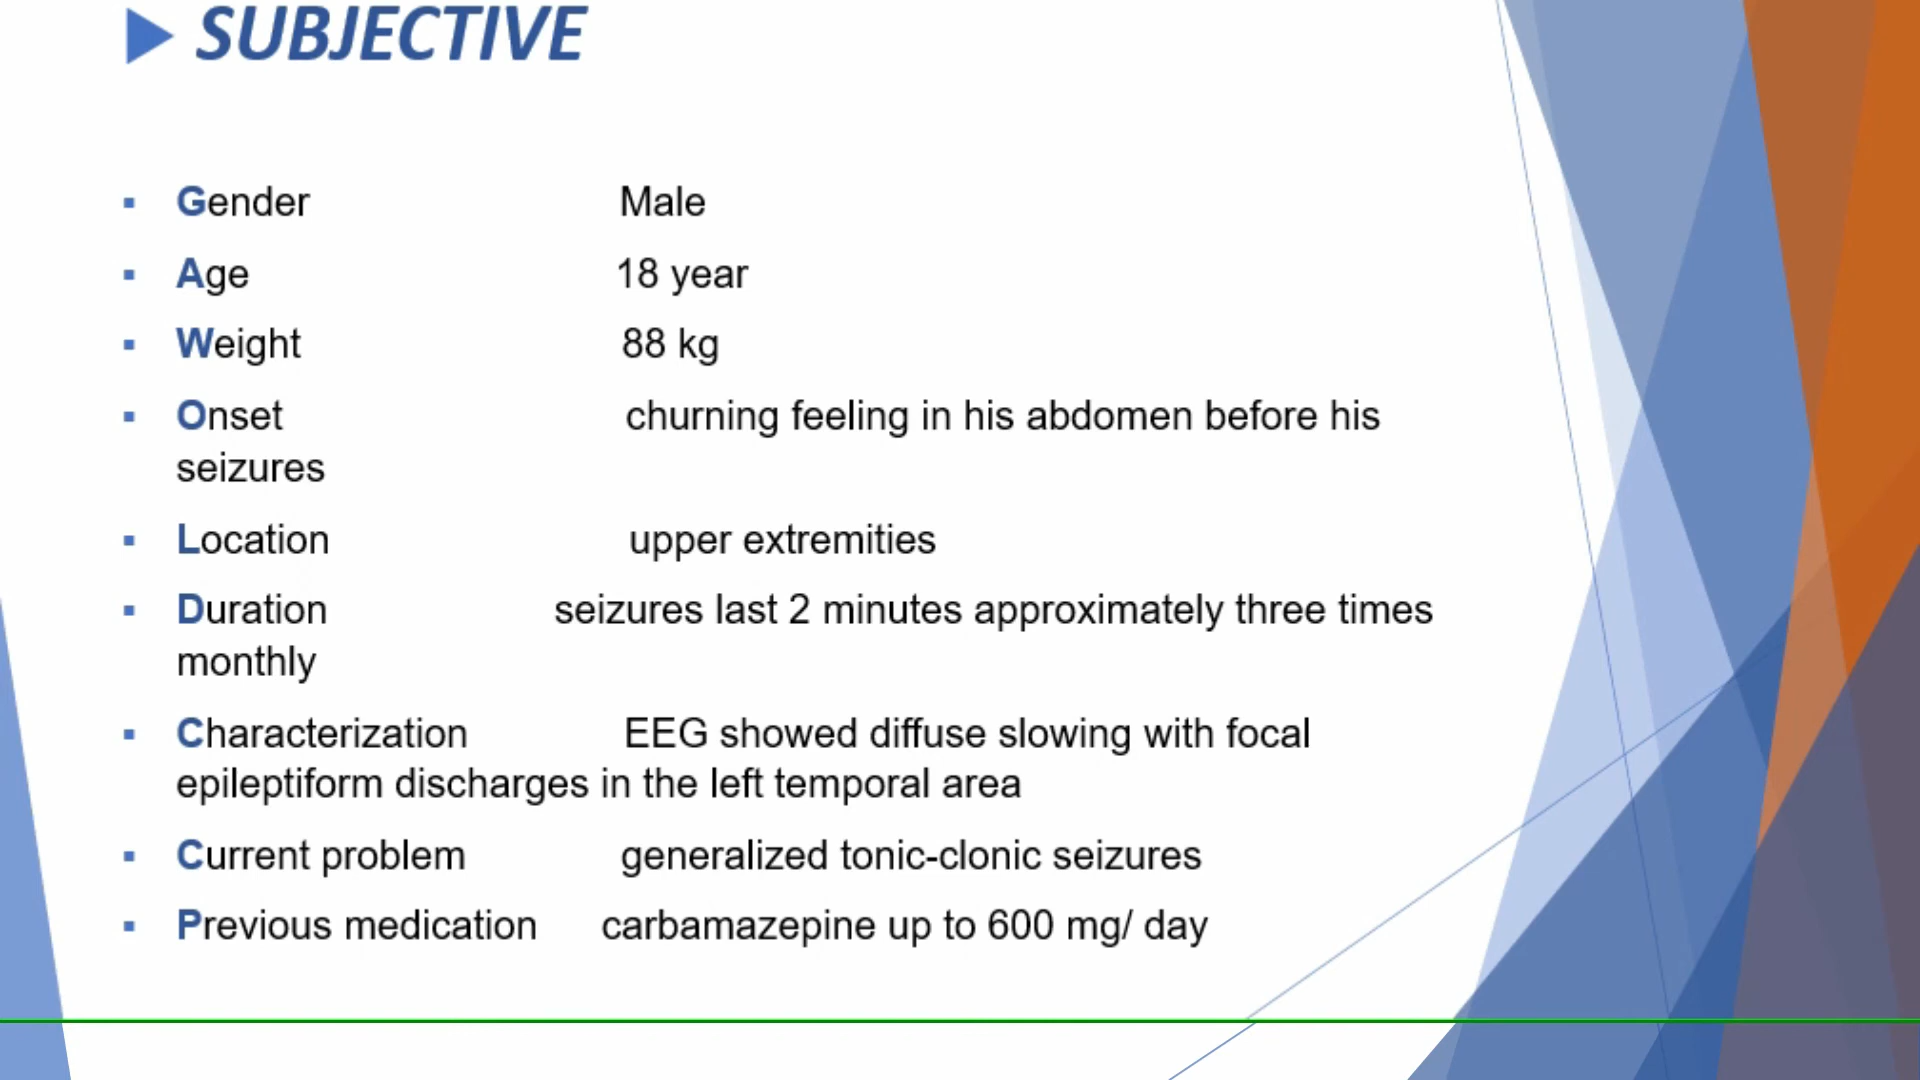 SUBJECTIVE
Gender Male
Age 18 year
Weight 88 kg
Onset churning feeling in his abdomen before his
seizures
Location upper extremities
Duration seizures last 2 minutes approximately three times
monthly
Characterization EEG showed diffuse slowing with focal
epileptiform discharges in the left temporal area
Current problem generalized tonic-clonic seizures
Previous medication carbamazepine up to 600 mg/ day